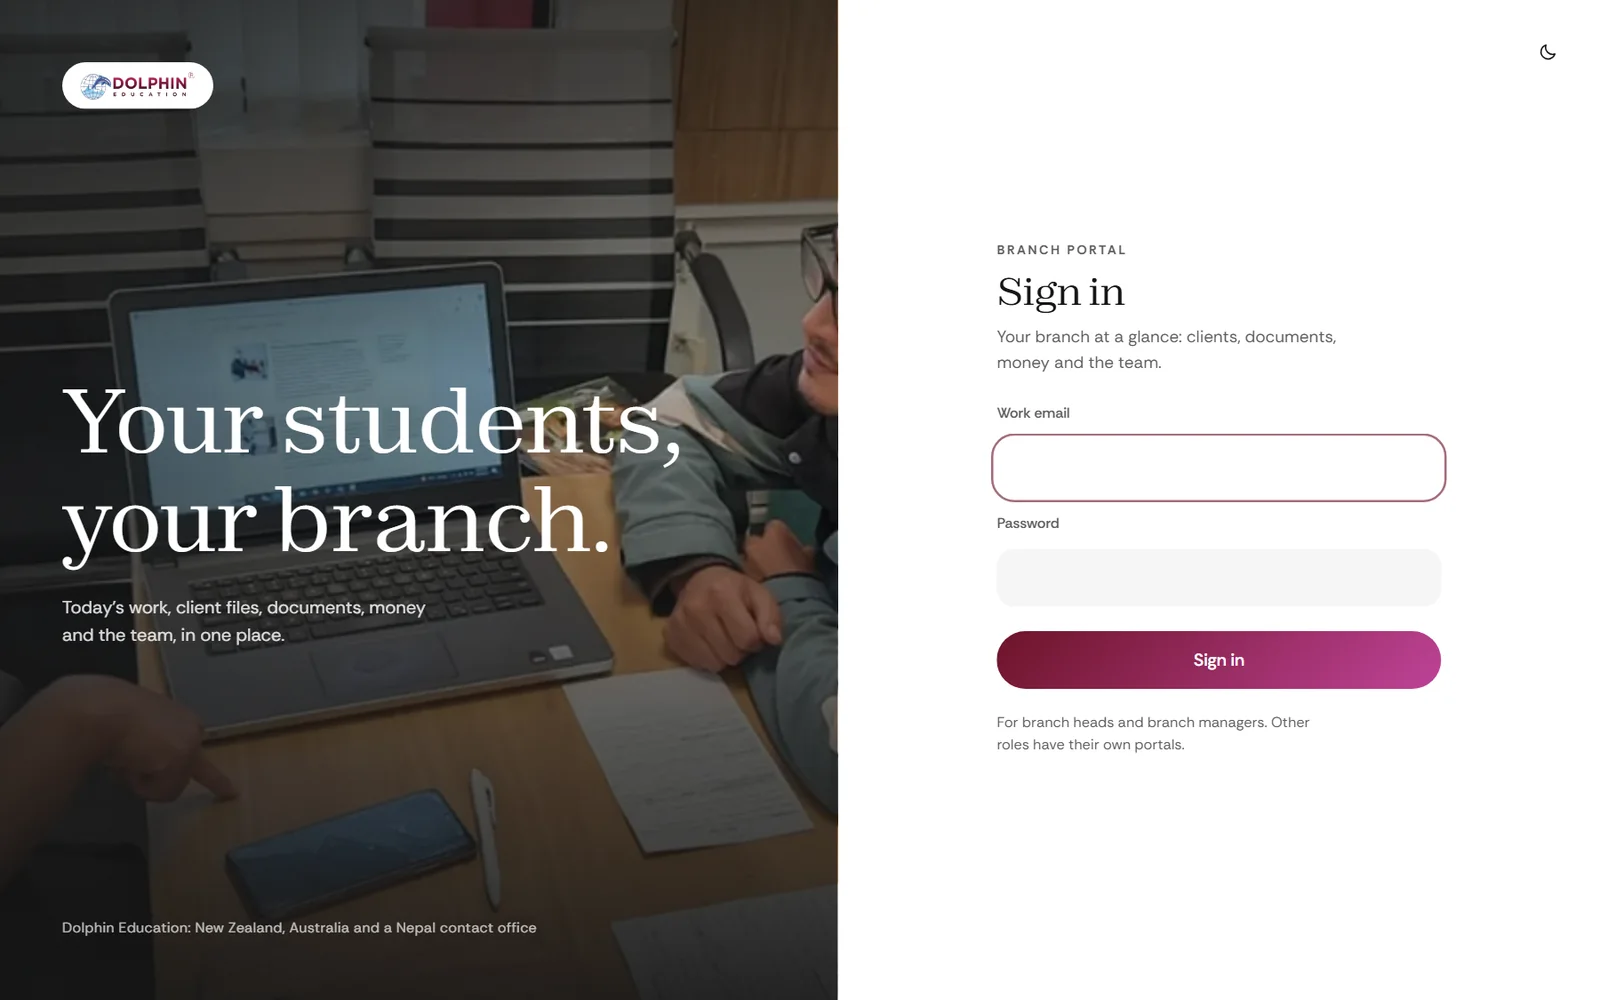 DOLPHIN®
EDUCATION
Your students,
your branch.
Today's work, client files, documents, money
and the team, in one place.
Dolphin Education: New Zealand, Australia and a Nepal contact office
BRANCH PORTAL
Sign in
Your branch at a glance: clients, documents,
money and the team.
Work email
Password
Sign in
For branch heads and branch managers. Other
roles have their own portals.